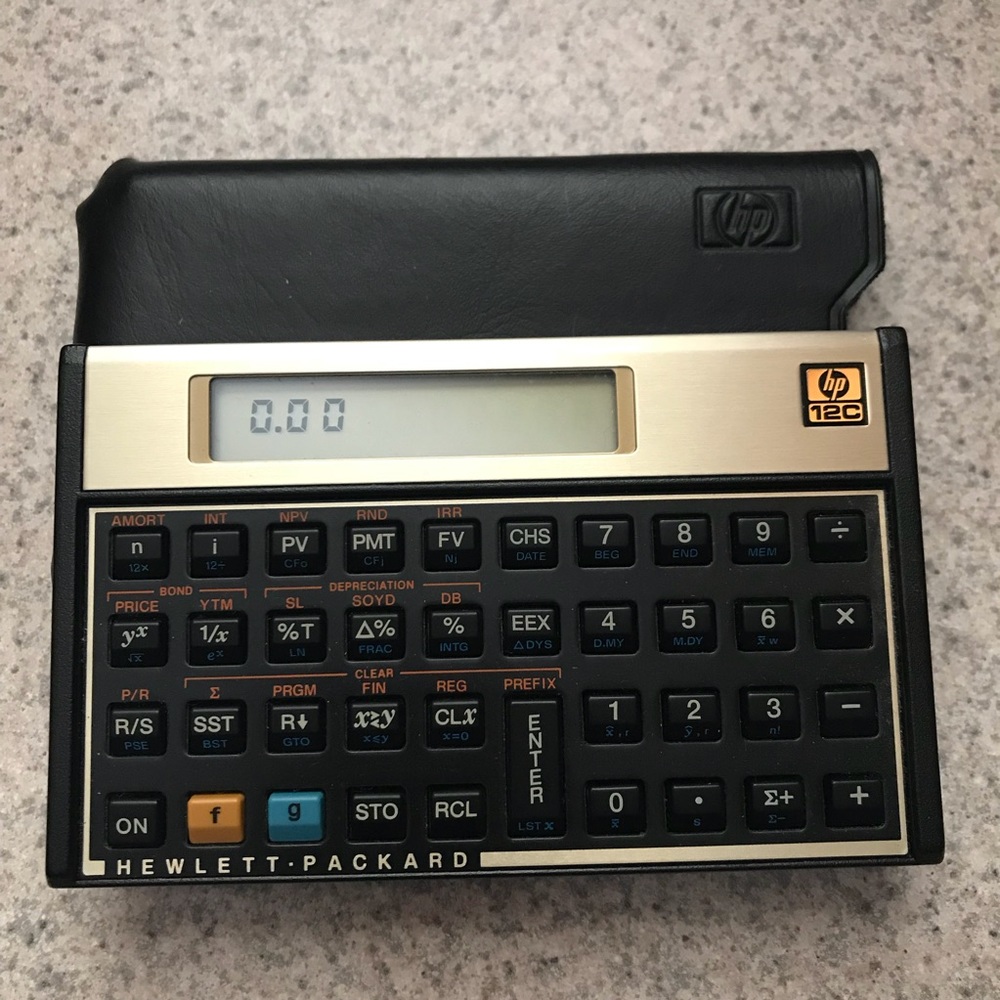 hp
0.00
hp
12C
AMORT INT NPV RND IRR
n i PV PMT FV CHS 7 8 9 ÷
12× 12÷ CFo CFj Nj DATE BEG END MEM
BOND DEPRECIATION
PRICE YTM SL SOYD DB
yˣ 1/x %T Δ% % EEX 4 5 6 ×
√x eˣ LN FRAC INTG ΔDYS D.MY M.DY x̅w
CLEAR
P/R Σ PRGM FIN REG PREFIX
R/S SST R↓ x≷y CLx ENTER 1 2 3 −
PSE BST GTO x≤y x=0 x̂,r ŷ,r n!
ON f g STO RCL 0 • Σ+ +
LST x x̅ s Σ−
HEWLETT·PACKARD